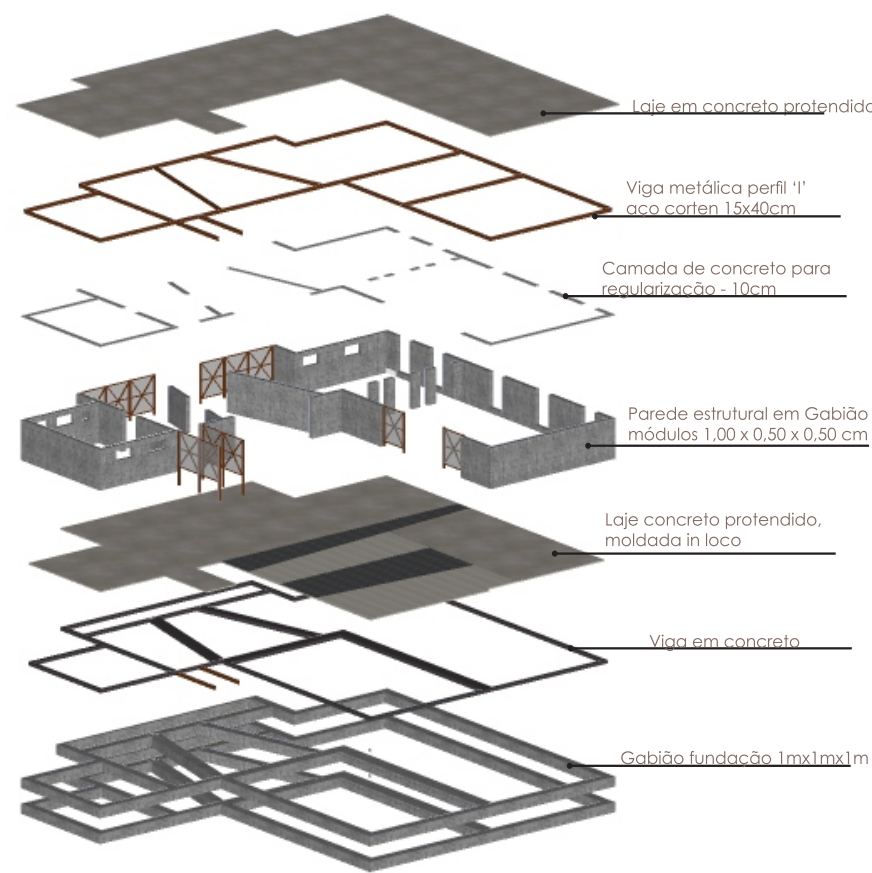 Laje em concreto protendido
Viga metálica perfil ‘I’
aço corten 15x40cm
Camada de concreto para
regularização - 10cm
Parede estrutural em Gabião
módulos 1,00 x 0,50 x 0,50 cm
Laje concreto protendido,
moldada in loco
Viga em concreto
Gabião fundação 1mx1mx1m